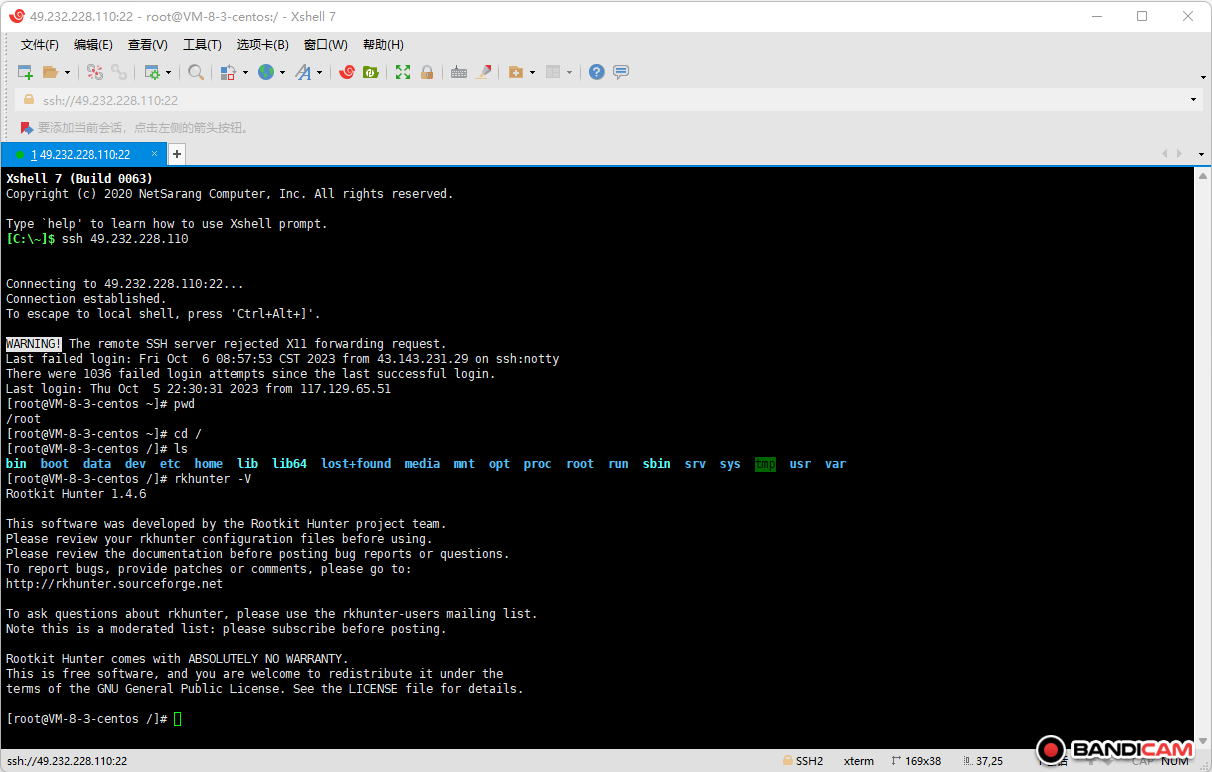 49.232.228.110:22 - root@VM-8-3-centos:/ - Xshell 7
文件(F) 编辑(E) 查看(V) 工具(T) 选项卡(B) 窗口(W) 帮助(H)
ssh://49.232.228.110:22
要添加当前会话，点击左侧的箭头按钮。
1 49.232.228.110:22 × +
Xshell 7 (Build 0063)
Copyright (c) 2020 NetSarang Computer, Inc. All rights reserved.
Type `help' to learn how to use Xshell prompt.
[C:\~]$ ssh 49.232.228.110
Connecting to 49.232.228.110:22...
Connection established.
To escape to local shell, press 'Ctrl+Alt+]'.
WARNING! The remote SSH server rejected X11 forwarding request.
Last failed login: Fri Oct  6 08:57:53 CST 2023 from 43.143.231.29 on ssh:notty
There were 1036 failed login attempts since the last successful login.
Last login: Thu Oct  5 22:30:31 2023 from 117.129.65.51
[root@VM-8-3-centos ~]# pwd
/root
[root@VM-8-3-centos ~]# cd /
[root@VM-8-3-centos /]# ls
bin  boot  data  dev  etc  home  lib  lib64  lost+found  media  mnt  opt  proc  root  run  sbin  srv  sys  tmp  usr  var
[root@VM-8-3-centos /]# rkhunter -V
Rootkit Hunter 1.4.6
This software was developed by the Rootkit Hunter project team.
Please review your rkhunter configuration files before using.
Please review the documentation before posting bug reports or questions.
To report bugs, provide patches or comments, please go to:
http://rkhunter.sourceforge.net
To ask questions about rkhunter, please use the rkhunter-users mailing list.
Note this is a moderated list: please subscribe before posting.
Rootkit Hunter comes with ABSOLUTELY NO WARRANTY.
This is free software, and you are welcome to redistribute it under the
terms of the GNU General Public License. See the LICENSE file for details.
[root@VM-8-3-centos /]#
BANDICAM
ssh://49.232.228.110:22 SSH2 xterm 169x38 37,25 CAP NUM